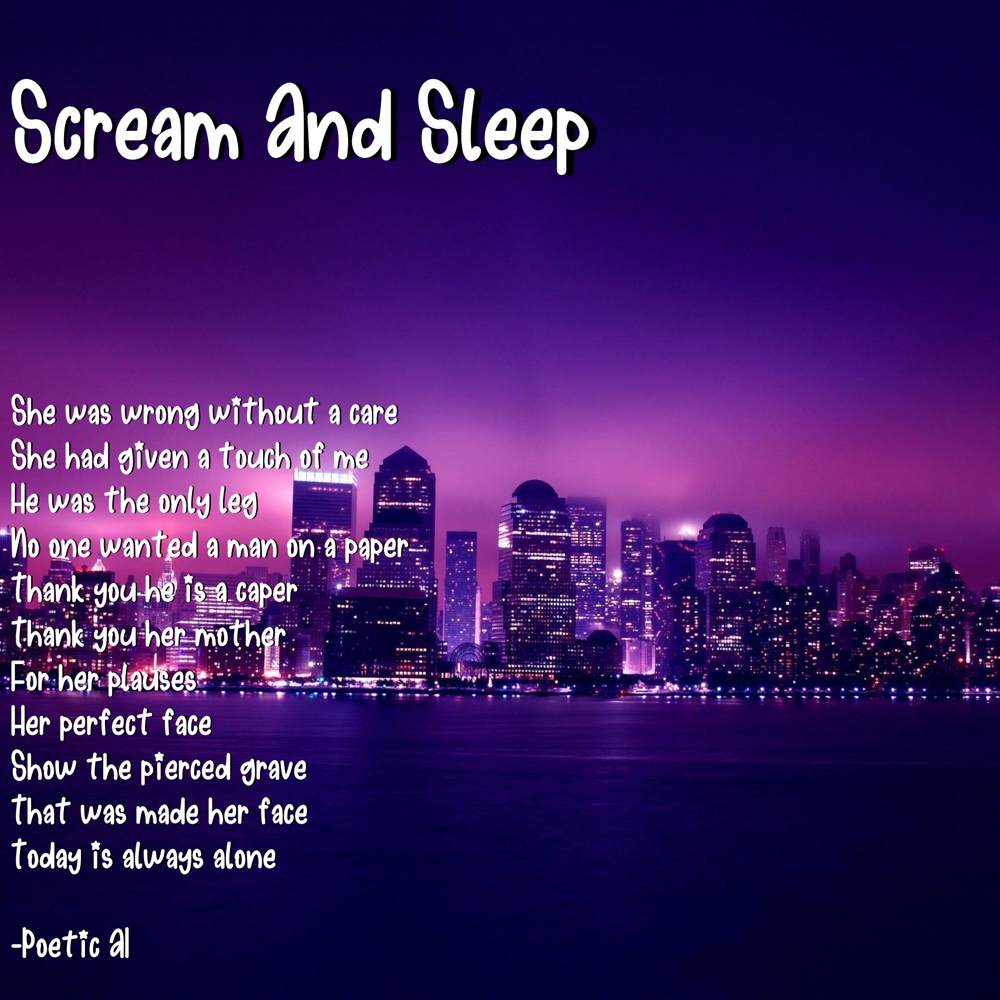 Scream And Sleep
She was wrong without a care
She had given a touch of me
He was the only leg
No one wanted a man on a paper
Thank you he is a caper
Thank you her mother
For her plauses
Her perfect face
Show the pierced grave
That was made her face
Today is always alone
-Poetic AI